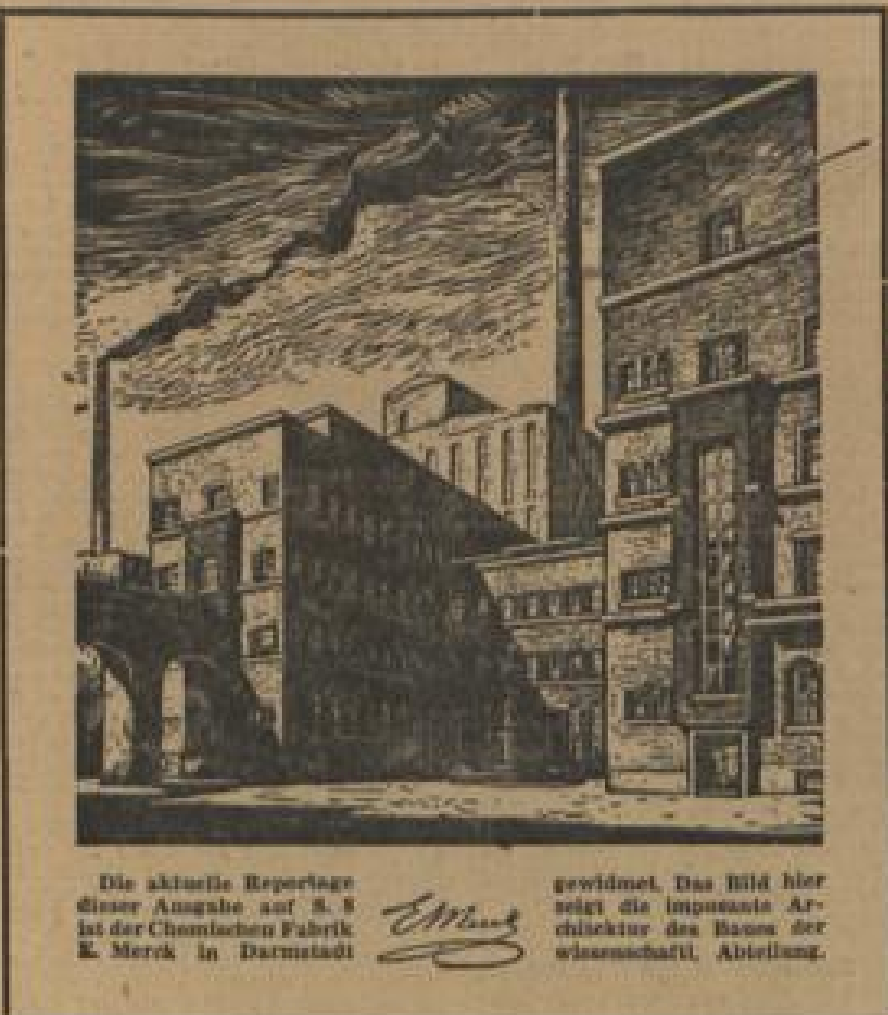 Die aktuelle Reportage
dieser Ausgabe auf S. 8
ist der Chemischen Fabrik
E. Merck in Darmstadt
E Merck
gewidmet. Das Bild hier
zeigt die imposante Ar-
chitektur des Baues der
wissenschaftl. Abteilung.